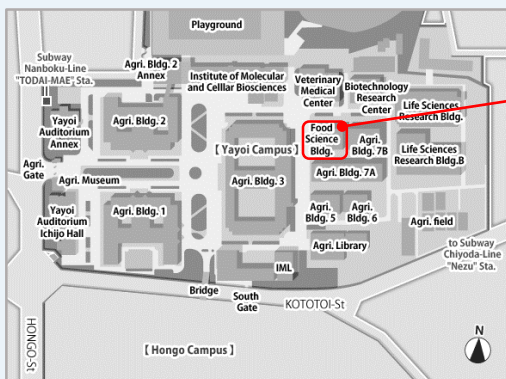 Playground
Subway
Nanboku-Line
"TODAI-MAE" Sta.
Agri. Bldg. 2
Annex
Institute of Molecular
and Celllar Biosciences
Veterinary
Medical
Center
Biotechnology
Research
Center
Life Sciences
Research Bldg.
Yayoi
Auditorium
Annex
Agri. Bldg. 2
Food
Science
Bldg.
Agri.
Bldg. 7B
【 Yayoi Campus 】
Life Sciences
Research Bldg.B
Agri.
Gate
Agri. Museum
Agri. Bldg. 3
Agri. Bldg. 7A
Yayoi
Auditorium
Ichijo Hall
Agri. Bldg. 1
Agri.
Bldg. 5
Agri.
Bldg. 6
Agri. field
Agri. Library
to Subway
Chiyoda-Line
"Nezu" Sta.
IML
Bridge
South
Gate
KOTOTOI-St
HONGO-St
【 Hongo Campus 】
N